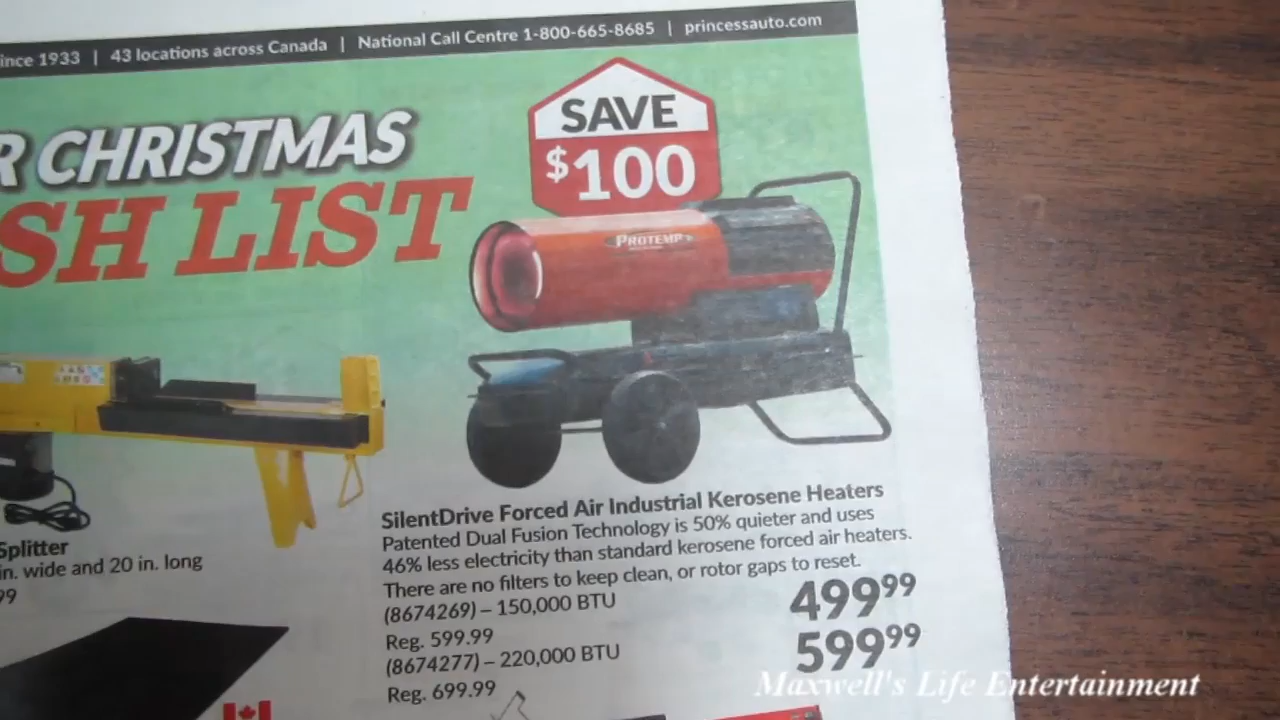 since 1933 | 43 locations across Canada | National Call Centre 1-800-665-8685 | princessauto.com
R CHRISTMAS
SH LIST
SAVE
$100
PROTEMP
SilentDrive Forced Air Industrial Kerosene Heaters
Patented Dual Fusion Technology is 50% quieter and uses
46% less electricity than standard kerosene forced air heaters.
There are no filters to keep clean, or rotor gaps to reset.
(8674269) – 150,000 BTU 499.99
Reg. 599.99
(8674277) – 220,000 BTU 599.99
Reg. 699.99
Splitter
in. wide and 20 in. long
99
Maxwell's Life Entertainment